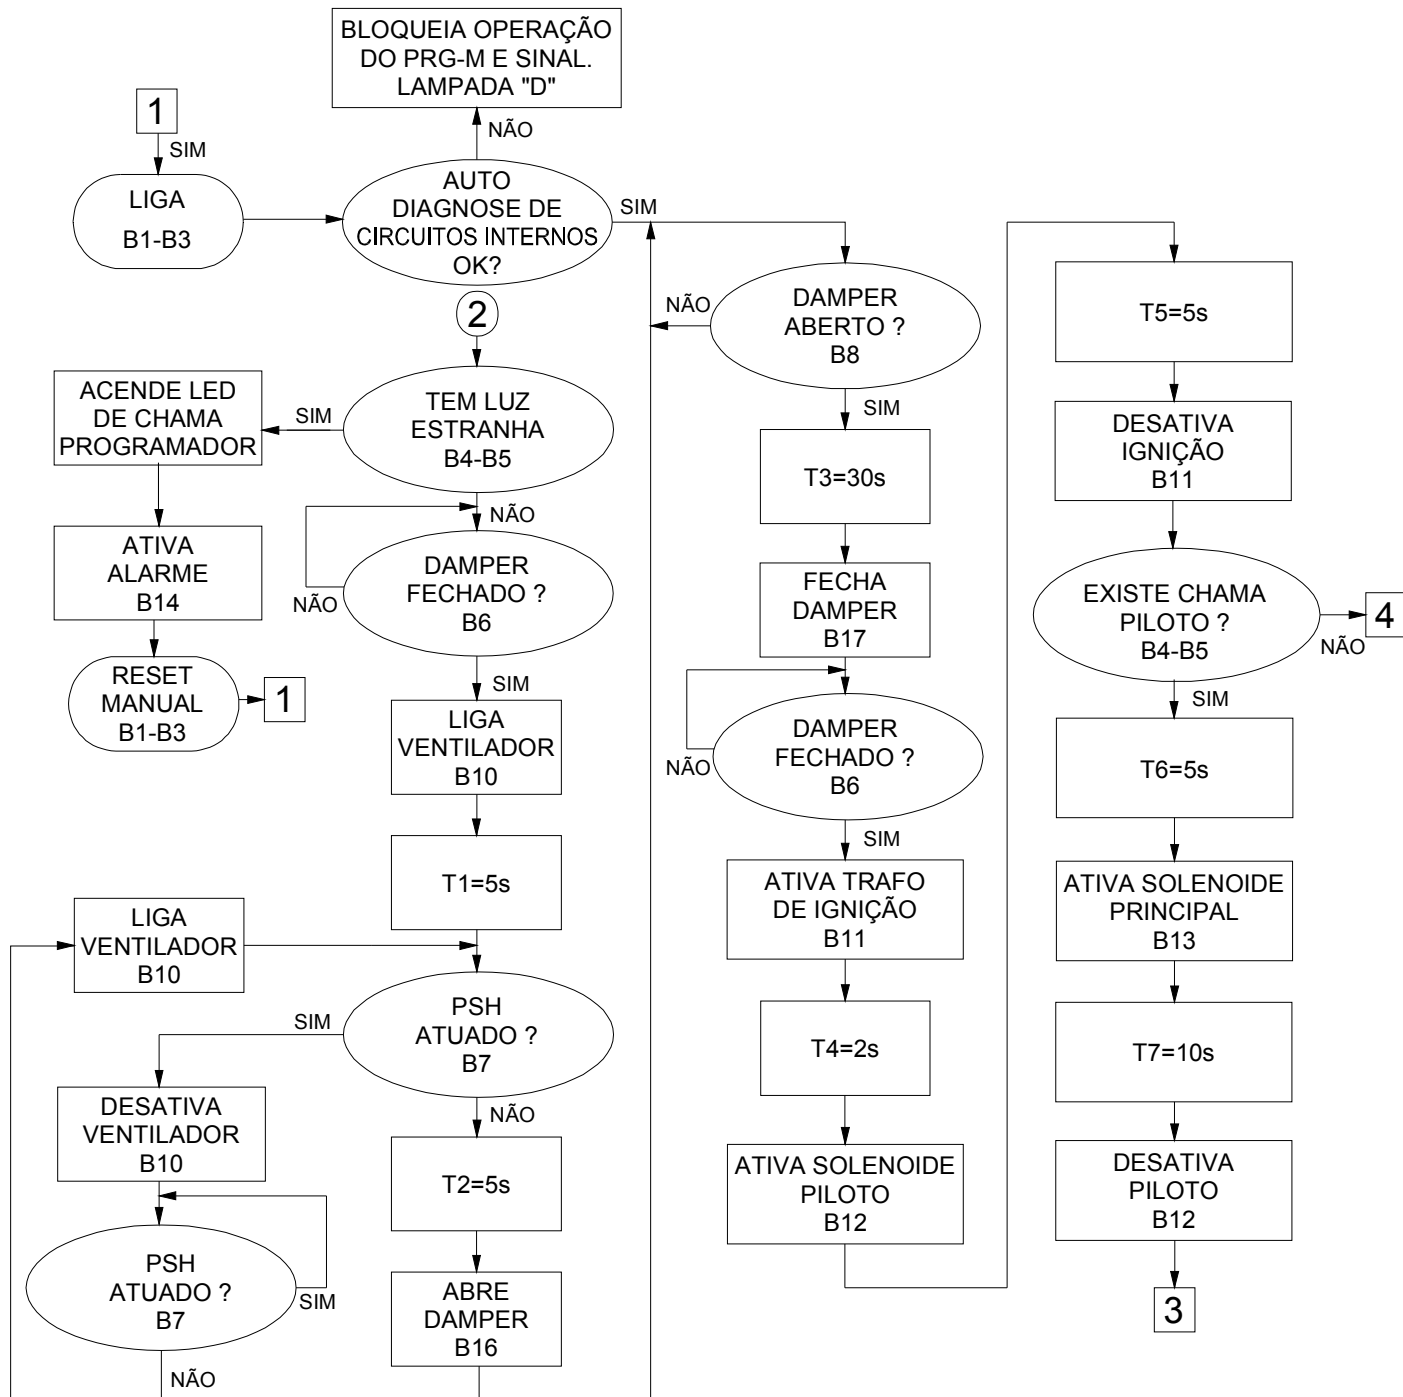 BLOQUEIA OPERAÇÃO
DO PRG-M E SINAL.
LAMPADA "D"
NÃO
1
SIM
LIGA
B1-B3
AUTO
DIAGNOSE DE
CIRCUITOS INTERNOS
OK?
SIM
2
TEM LUZ
ESTRANHA
B4-B5
SIM
ACENDE LED
DE CHAMA
PROGRAMADOR
ATIVA
ALARME
B14
RESET
MANUAL
B1-B3
1
NÃO
DAMPER
FECHADO ?
B6
NÃO
SIM
LIGA
VENTILADOR
B10
T1=5s
LIGA
VENTILADOR
B10
PSH
ATUADO ?
B7
SIM
DESATIVA
VENTILADOR
B10
PSH
ATUADO ?
B7
SIM
NÃO
NÃO
T2=5s
ABRE
DAMPER
B16
DAMPER
ABERTO ?
B8
NÃO
SIM
T3=30s
FECHA
DAMPER
B17
DAMPER
FECHADO ?
B6
NÃO
SIM
ATIVA TRAFO
DE IGNIÇÃO
B11
T4=2s
ATIVA SOLENOIDE
PILOTO
B12
T5=5s
DESATIVA
IGNIÇÃO
B11
EXISTE CHAMA
PILOTO ?
B4-B5
NÃO
4
SIM
T6=5s
ATIVA SOLENOIDE
PRINCIPAL
B13
T7=10s
DESATIVA
PILOTO
B12
3